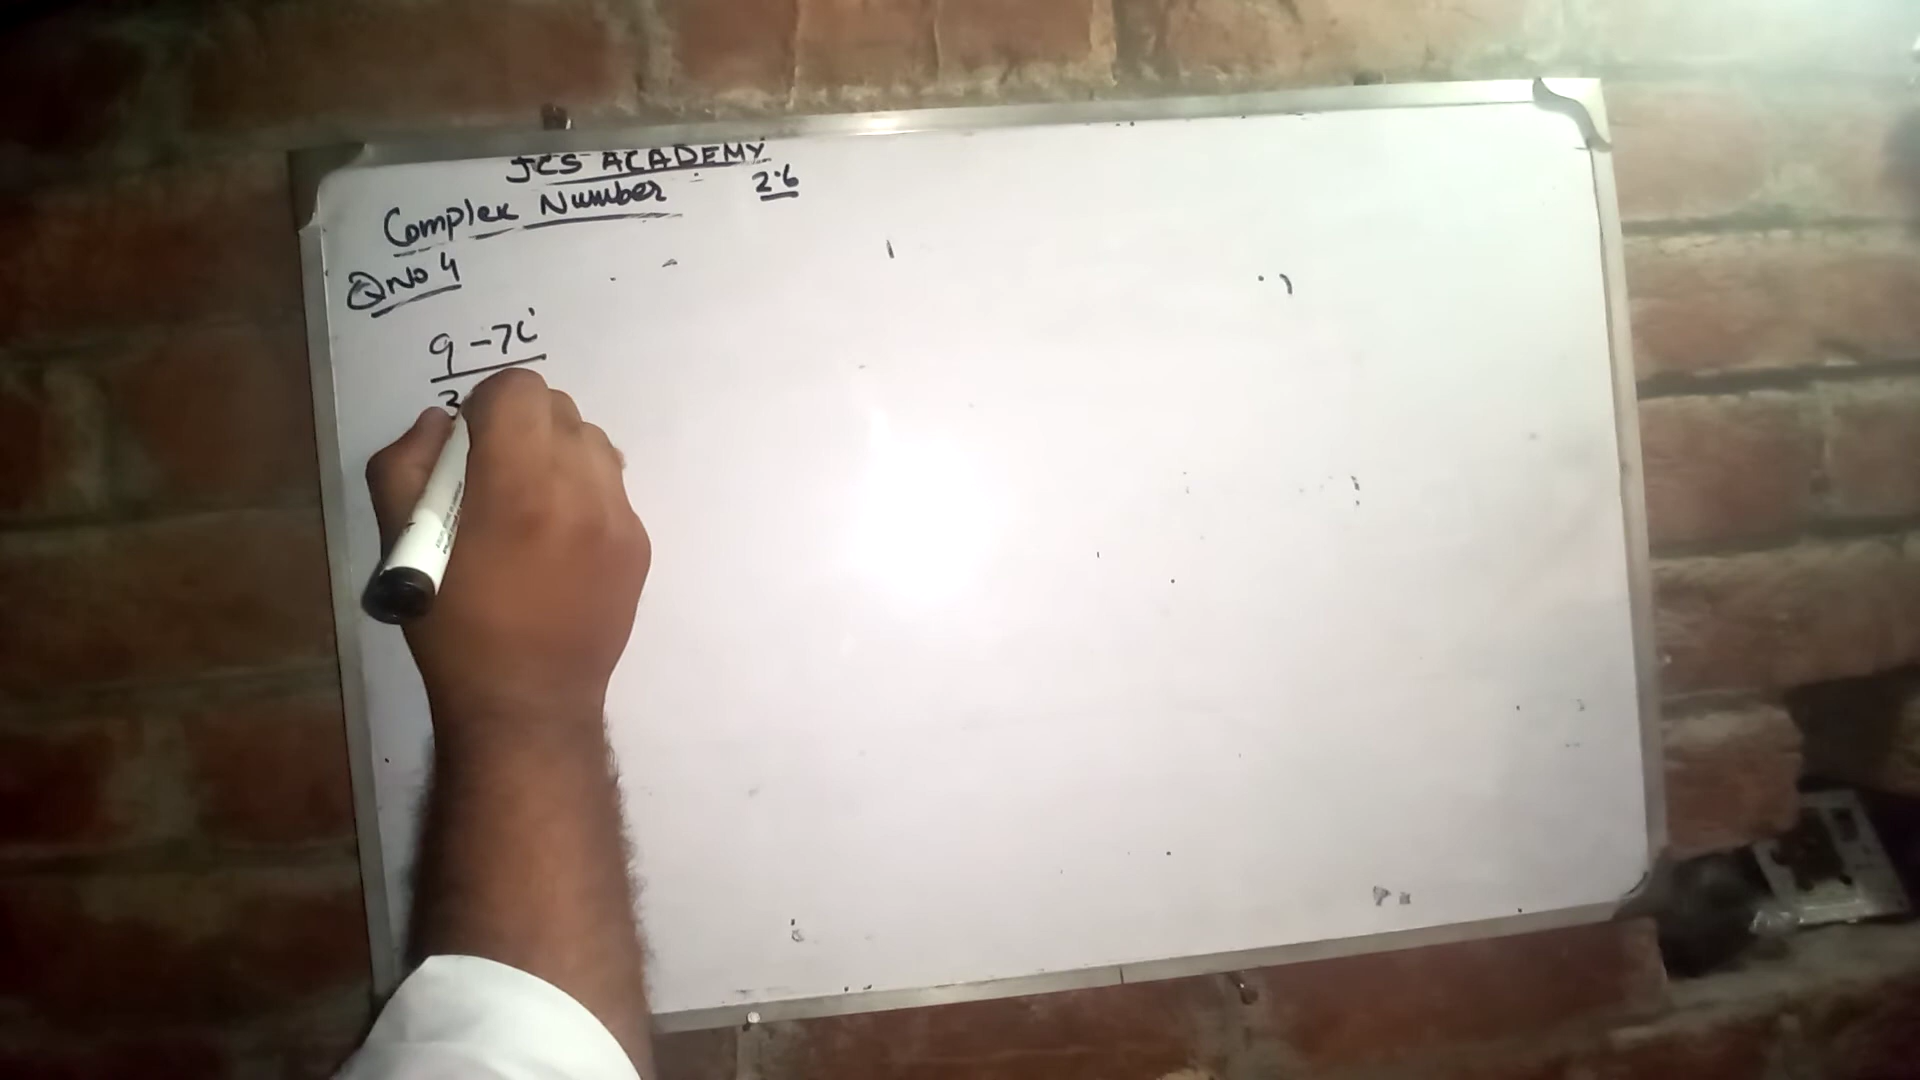 JCS ACADEMY
Complex Number 2.6
Q No 4
9 - 7i
3